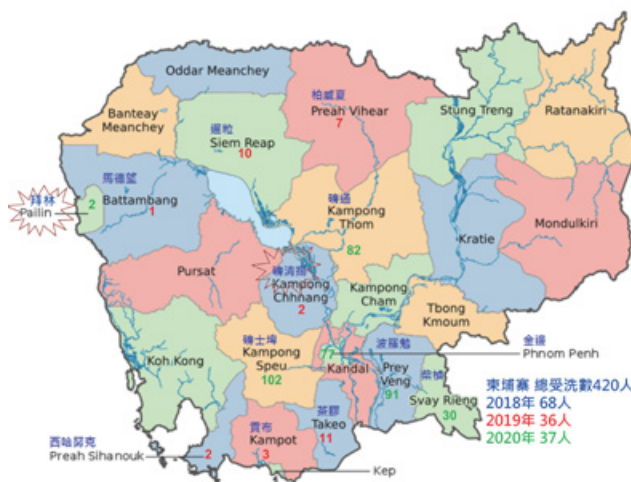 Oddar Meanchey
柏威夏
Preah Vihear
7
Stung Treng
Ratanakiri
Banteay
Meanchey
暹粒
Siem Reap
10
馬德望
Battambang
1
拜林
Pailin
2
磅通
Kampong
Thom
82
Kratie
Mondulkiri
Pursat
磅清揚
Kampong
Chhnang
2
Kampong
Cham
Tbong
Kmoum
Koh Kong
磅士埤
Kampong
Speu
102
77
Kandal
波羅勉
Prey
Veng
91
金邊
Phnom Penh
柴楨
Svay Rieng
30
西哈努克
Preah Sihanouk
2
貢布
Kampot
3
茶膠
Takeo
11
Kep
柬埔寨 總受洗數420人
2018年 68人
2019年 36人
2020年 37人